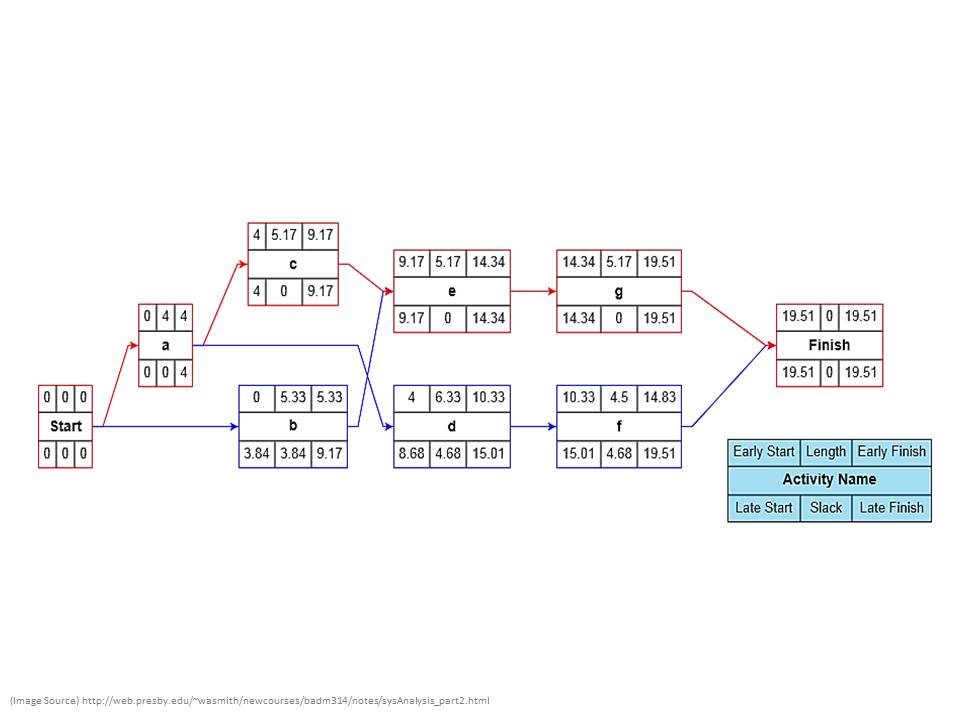 4 5.17 9.17
c
4 0 9.17
9.17 5.17 14.34
e
9.17 0 14.34
14.34 5.17 19.51
g
14.34 0 19.51
0 4 4
a
0 0 4
19.51 0 19.51
Finish
19.51 0 19.51
0 0 0
Start
0 0 0
0 5.33 5.33
b
3.84 3.84 9.17
4 6.33 10.33
d
8.68 4.68 15.01
10.33 4.5 14.83
f
15.01 4.68 19.51
Early Start Length Early Finish
Activity Name
Late Start Slack Late Finish
(Image Source) http://web.presby.edu/~wasmith/newcourses/badm314/notes/sysAnalysis_part2.html